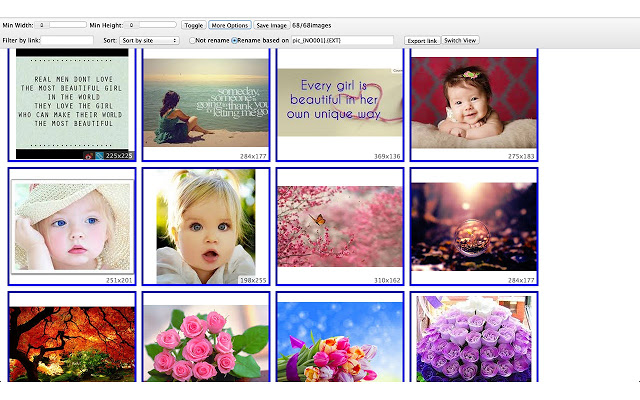 Min Width: 0 Min Height: 0 Toggle More Options Save Image 68/68images
Filter by link: Sort: Sort by site Not rename Rename based on pic_{NO001}.{EXT} Export link Switch View
REAL MEN DONT LOVE
THE MOST BEAUTIFUL GIRL
IN THE WORLD
THEY LOVE THE GIRL
WHO CAN MAKE THEIR WORLD
THE MOST BEAUTIFUL
225x225
someday,
someone is
going to thank you
for letting me go
284x177
Every girl is
beautiful in her
own unique way
369x136
275x183
251x201
198x255
310x162
284x177